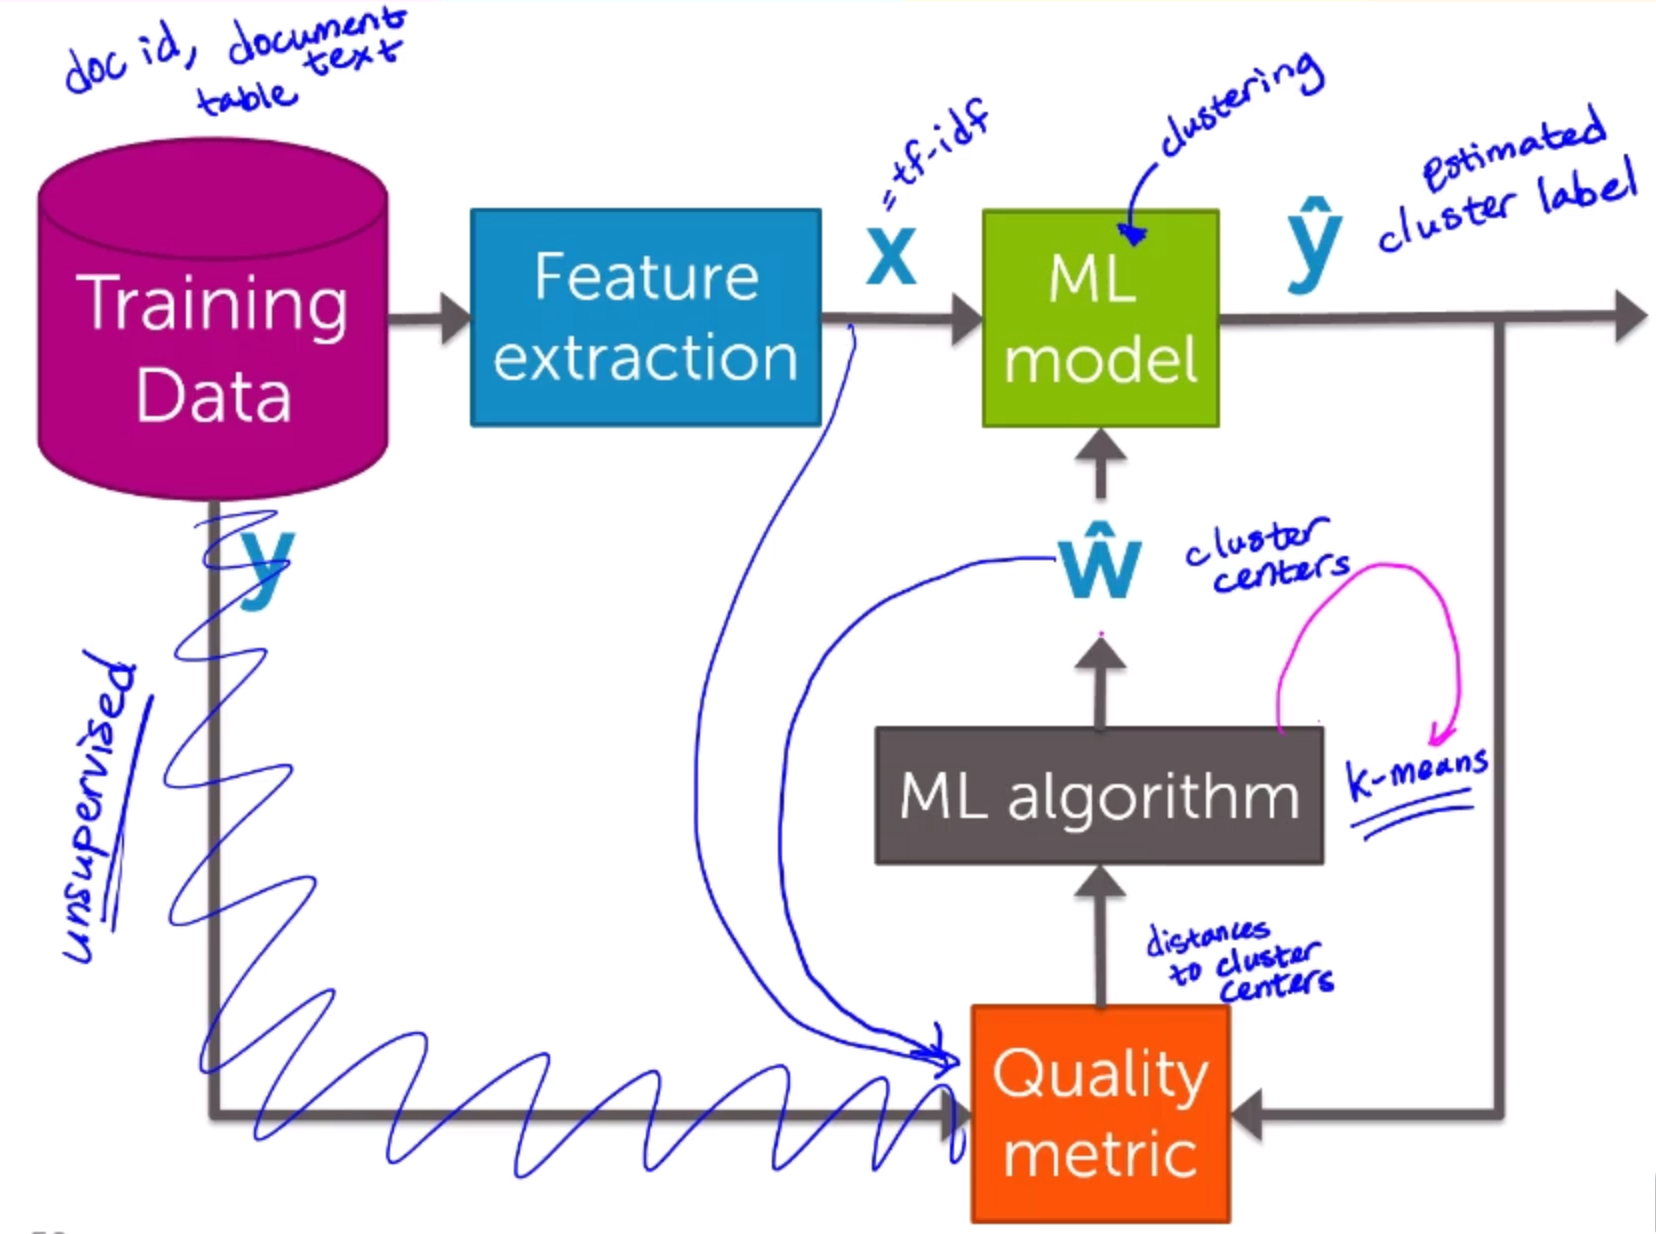 doc id, document
text
table
Training
Data
Feature
extraction
= tf-idf
x
clustering
ML
model
ŷ
estimated
cluster label
y
unsupervised
ŵ
cluster
centers
ML algorithm
k-means
distances
to cluster
centers
Quality
metric